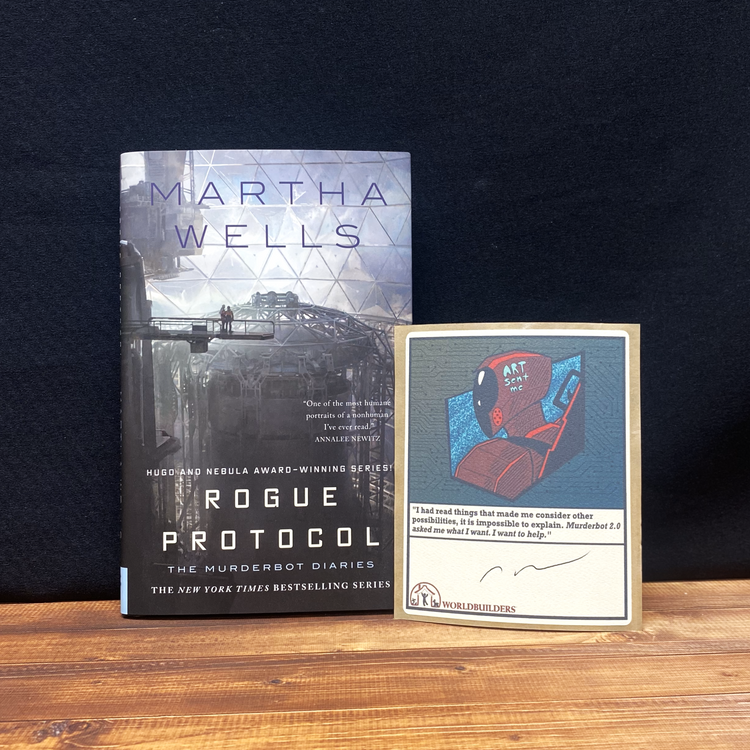 MARTHA
WELLS
"One of the most humane
portraits of a nonhuman
I've ever read."
ANNALEE NEWITZ
HUGO AND NEBULA AWARD–WINNING SERIES!
ROGUE
PROTOCOL
THE MURDERBOT DIARIES
THE NEW YORK TIMES BESTSELLING SERIES
ART
sent
me
"I had read things that made me consider other
possibilities, it is impossible to explain. Murderbot 2.0
asked me what I want. I want to help."
WORLDBUILDERS